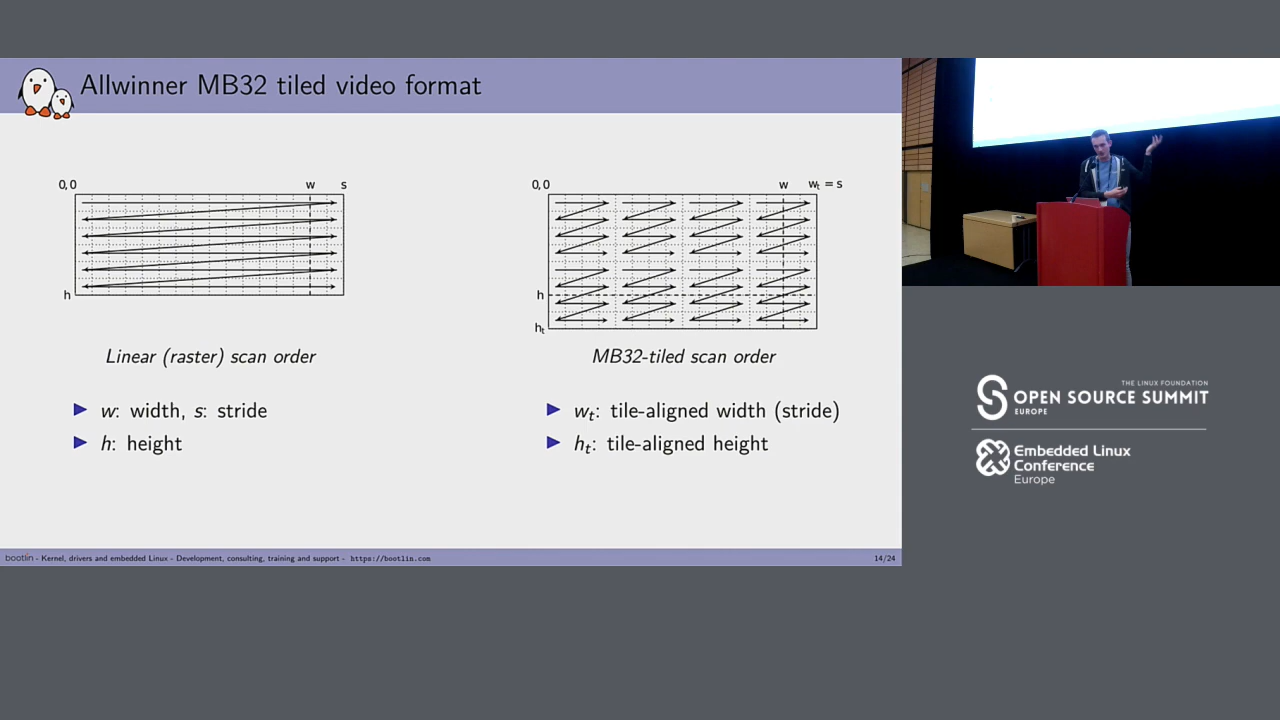 Allwinner MB32 tiled video format
0,0 w s
h
Linear (raster) scan order
w: width, s: stride
h: height
0,0 w wt = s
h
ht
MB32-tiled scan order
wt: tile-aligned width (stride)
ht: tile-aligned height
bootlin - Kernel, drivers and embedded Linux - Development, consulting, training and support - https://bootlin.com
14/24
THE LINUX FOUNDATION
OPEN SOURCE SUMMIT
EUROPE
Embedded Linux
Conference
Europe